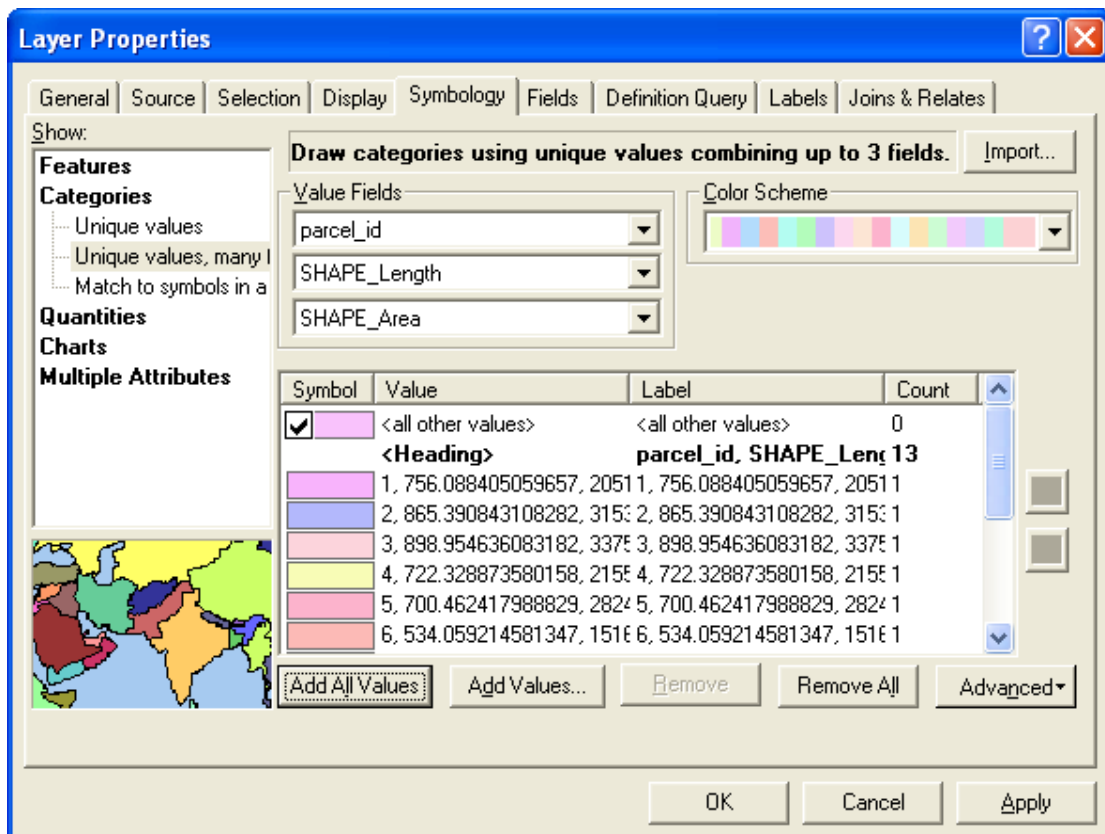 Layer Properties
General Source Selection Display Symbology Fields Definition Query Labels Joins & Relates
Show:
Features
Categories
Unique values
Unique values, many f
Match to symbols in a
Quantities
Charts
Multiple Attributes
Draw categories using unique values combining up to 3 fields.
Import...
Value Fields
parcel_id
SHAPE_Length
SHAPE_Area
Color Scheme
Symbol Value Label Count
<all other values> <all other values> 0
<Heading> parcel_id, SHAPE_Leng 13
1, 756.088405059657, 2051 1, 756.088405059657, 2051 1
2, 865.390843108282, 3153 2, 865.390843108282, 3153 1
3, 898.954636083182, 3375 3, 898.954636083182, 3375 1
4, 722.328873580158, 2155 4, 722.328873580158, 2155 1
5, 700.462417988829, 2824 5, 700.462417988829, 2824 1
6, 534.059214581347, 1516 6, 534.059214581347, 1516 1
Add All Values Add Values... Remove Remove All Advanced
OK Cancel Apply